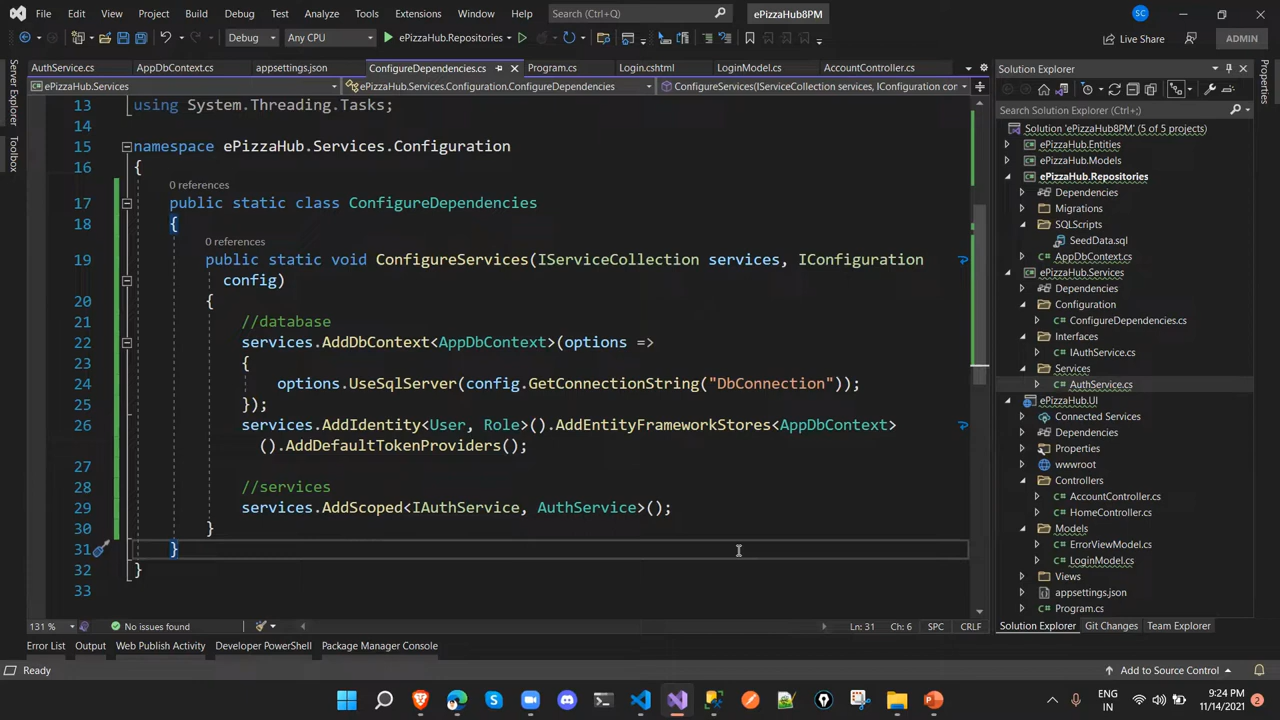 File Edit View Git Project Build Debug Test Analyze Tools Extensions Window Help Search (Ctrl+Q) ePizzaHub8PM SC
Debug Any CPU ePizzaHub.Repositories Live Share ADMIN
Server Explorer
Toolbox
AuthService.cs AppDbContext.cs appsettings.json ConfigureDependencies.cs Program.cs Login.cshtml LoginModel.cs AccountController.cs
ePizzaHub.Services ePizzaHub.Services.Configuration.ConfigureDependencies ConfigureServices(IServiceCollection services, IConfiguration con
13 using System.Threading.Tasks;
14
15 namespace ePizzaHub.Services.Configuration
16 {
0 references
17 public static class ConfigureDependencies
18 {
0 references
19 public static void ConfigureServices(IServiceCollection services, IConfiguration
config)
20 {
21 //database
22 services.AddDbContext<AppDbContext>(options =>
23 {
24 options.UseSqlServer(config.GetConnectionString("DbConnection"));
25 });
26 services.AddIdentity<User, Role>().AddEntityFrameworkStores<AppDbContext>
().AddDefaultTokenProviders();
27
28 //services
29 services.AddScoped<IAuthService, AuthService>();
30 }
31 }
32 }
33
131 % No issues found Ln: 31 Ch: 6 SPC CRLF
Solution Explorer
Search Solution Explorer (Ctrl+;)
Solution 'ePizzaHub8PM' (5 of 5 projects)
ePizzaHub.Entities
ePizzaHub.Models
ePizzaHub.Repositories
Dependencies
Migrations
SQLScripts
SeedData.sql
AppDbContext.cs
ePizzaHub.Services
Dependencies
Configuration
ConfigureDependencies.cs
Interfaces
IAuthService.cs
Services
AuthService.cs
ePizzaHub.UI
Connected Services
Dependencies
Properties
wwwroot
Controllers
AccountController.cs
HomeController.cs
Models
ErrorViewModel.cs
LoginModel.cs
Views
appsettings.json
Program.cs
Solution Explorer Git Changes Team Explorer
Properties
Error List Output Web Publish Activity Developer PowerShell Package Manager Console
Ready Add to Source Control 2
ENG
IN
9:24 PM
11/14/2021
2